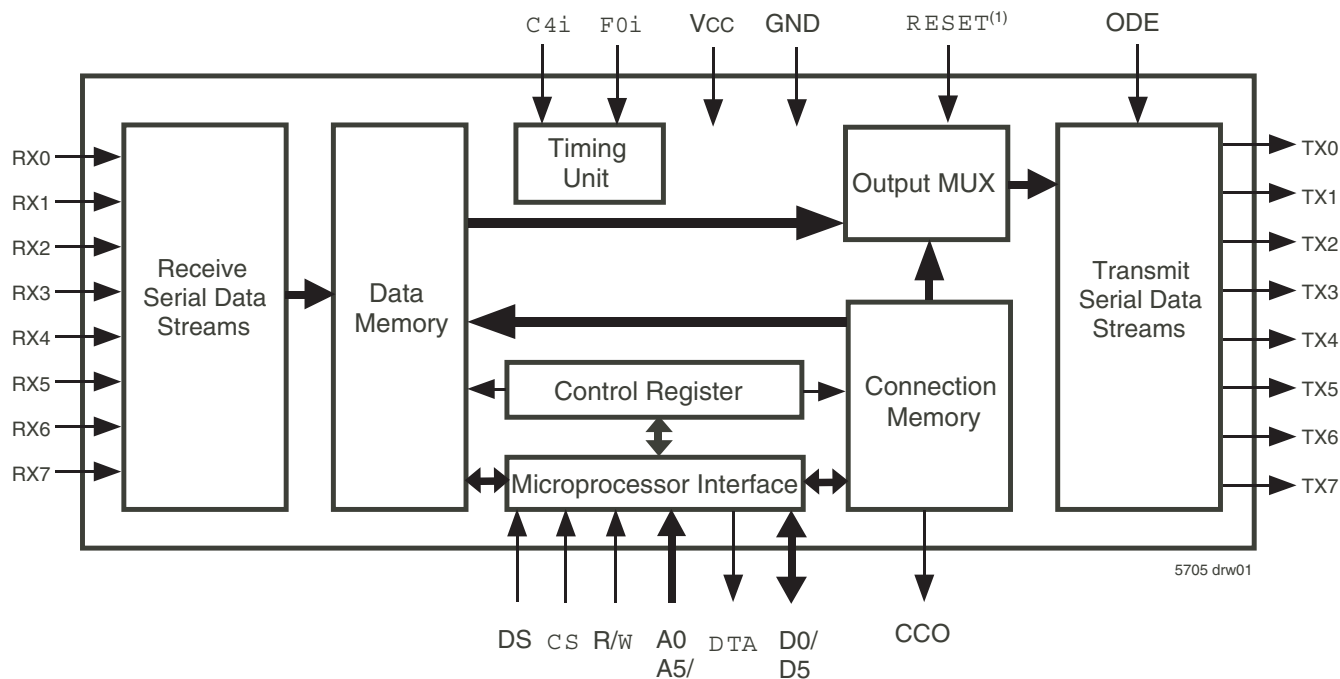 C4i F0i Vcc GND RESET(1) ODE
RX0
RX1
RX2
RX3
RX4
RX5
RX6
RX7
Receive
Serial Data
Streams
Data
Memory
Timing
Unit
Output MUX
Control Register
Microprocessor Interface
Connection
Memory
Transmit
Serial Data
Streams
TX0
TX1
TX2
TX3
TX4
TX5
TX6
TX7
5705 drw01
DS CS R/W A0 DTA D0/ CCO
A5/ D5